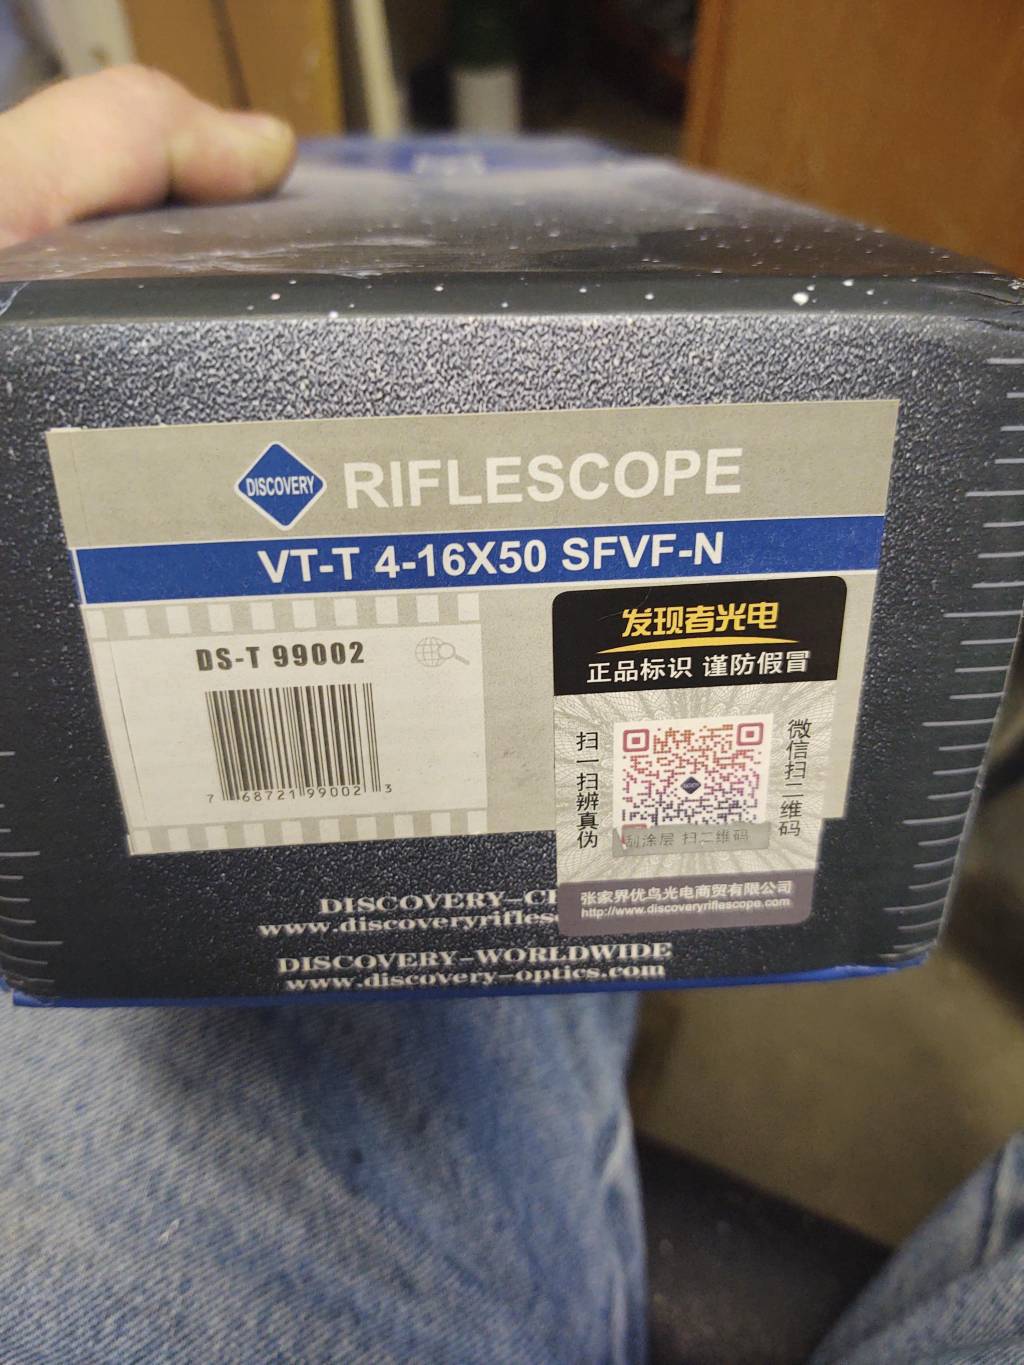 DISCOVERY RIFLESCOPE
VT-T 4-16X50 SFVF-N
DS-T 99002
7 68721 99002 3
发现者光电
正品标识 谨防假冒
扫一扫辨真伪
微信扫二维码
刮涂层 扫二维码
张家界优鸟光电商贸有限公司
http://www.discoveryriflescope.com
DISCOVERY-
www.discoveryrifles
DISCOVERY-WORLDWIDE
www.discovery-optics.com